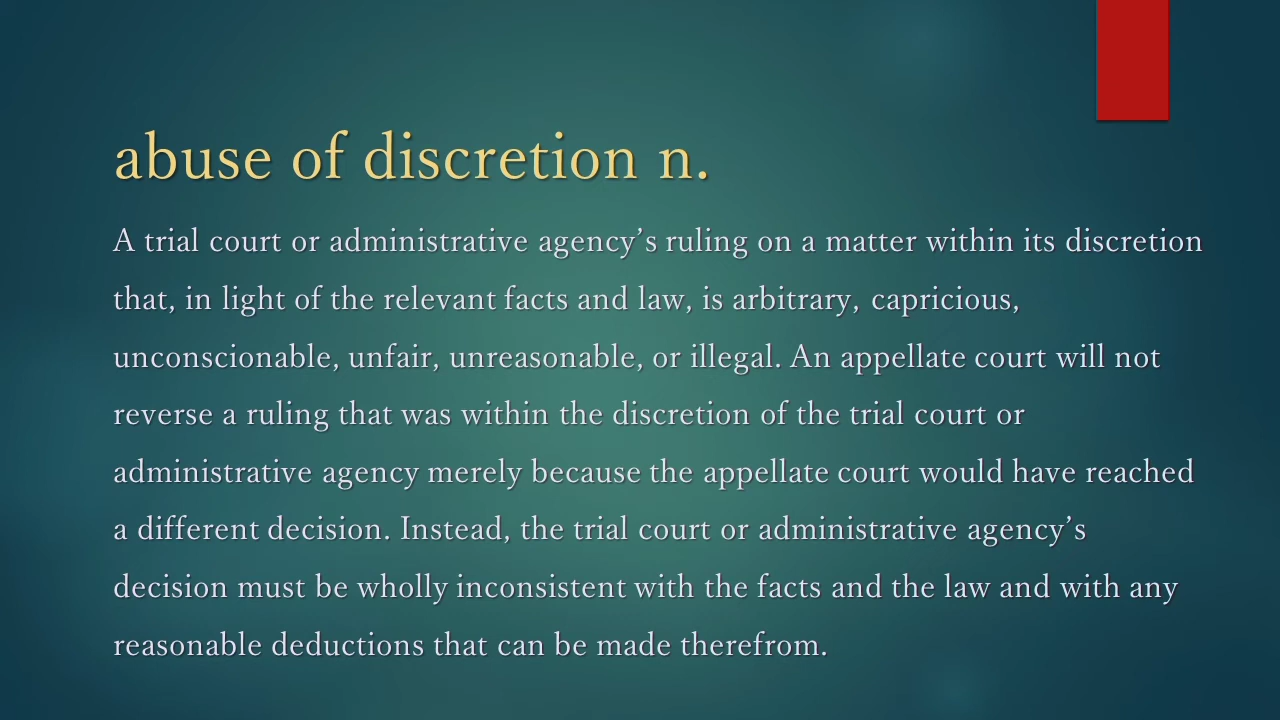 abuse of discretion n.
A trial court or administrative agency’s ruling on a matter within its discretion
that, in light of the relevant facts and law, is arbitrary, capricious,
unconscionable, unfair, unreasonable, or illegal. An appellate court will not
reverse a ruling that was within the discretion of the trial court or
administrative agency merely because the appellate court would have reached
a different decision. Instead, the trial court or administrative agency’s
decision must be wholly inconsistent with the facts and the law and with any
reasonable deductions that can be made therefrom.